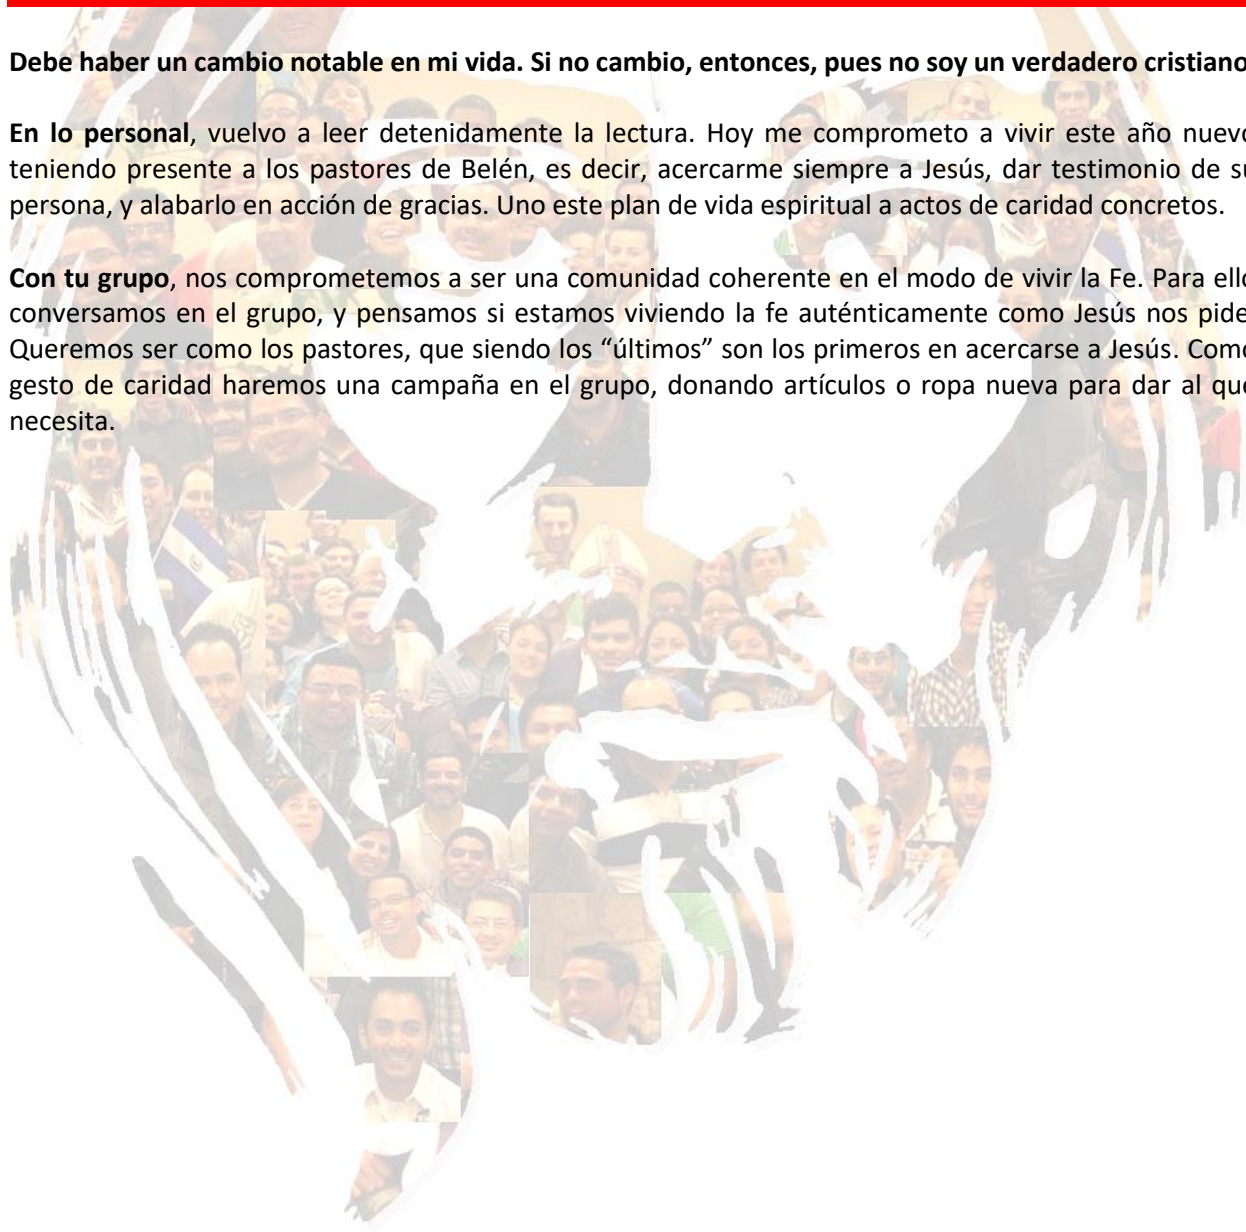 Debe haber un cambio notable en mi vida. Si no cambio, entonces, pues no soy un verdadero cristiano
En lo personal, vuelvo a leer detenidamente la lectura. Hoy me comprometo a vivir este año nuevo
teniendo presente a los pastores de Belén, es decir, acercarme siempre a Jesús, dar testimonio de su
persona, y alabarlo en acción de gracias. Uno este plan de vida espiritual a actos de caridad concretos.
Con tu grupo, nos comprometemos a ser una comunidad coherente en el modo de vivir la Fe. Para ello
conversamos en el grupo, y pensamos si estamos viviendo la fe auténticamente como Jesús nos pide
Queremos ser como los pastores, que siendo los “últimos” son los primeros en acercarse a Jesús. Como
gesto de caridad haremos una campaña en el grupo, donando artículos o ropa nueva para dar al que
necesita.